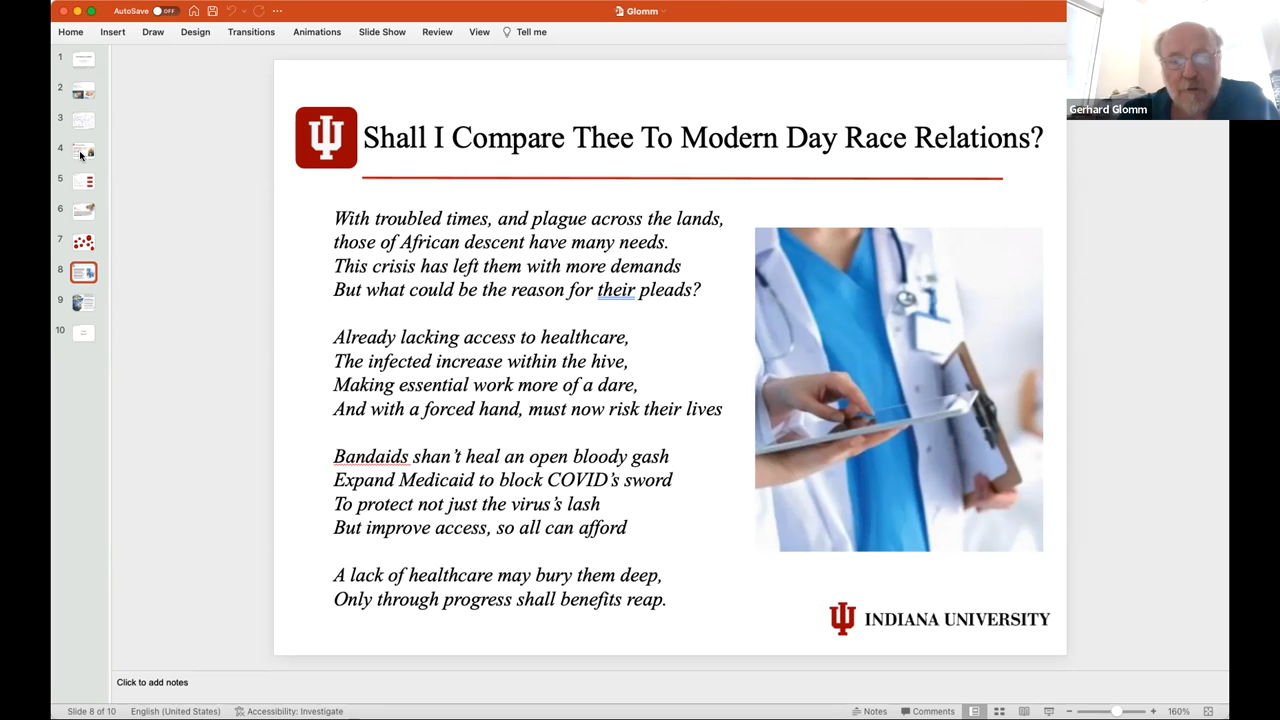 AutoSave OFF
Glomm
Home Insert Draw Design Transitions Animations Slide Show Review View Tell me
Gerhard Glomm
1
2
3
4
5
6
7
8
9
10
Shall I Compare Thee To Modern Day Race Relations?
With troubled times, and plague across the lands,
those of African descent have many needs.
This crisis has left them with more demands
But what could be the reason for their pleads?
Already lacking access to healthcare,
The infected increase within the hive,
Making essential work more of a dare,
And with a forced hand, must now risk their lives
Bandaids shan't heal an open bloody gash
Expand Medicaid to block COVID's sword
To protect not just the virus's lash
But improve access, so all can afford
A lack of healthcare may bury them deep,
Only through progress shall benefits reap.
INDIANA UNIVERSITY
Click to add notes
Slide 8 of 10 English (United States) Accessibility: Investigate Notes Comments 160%